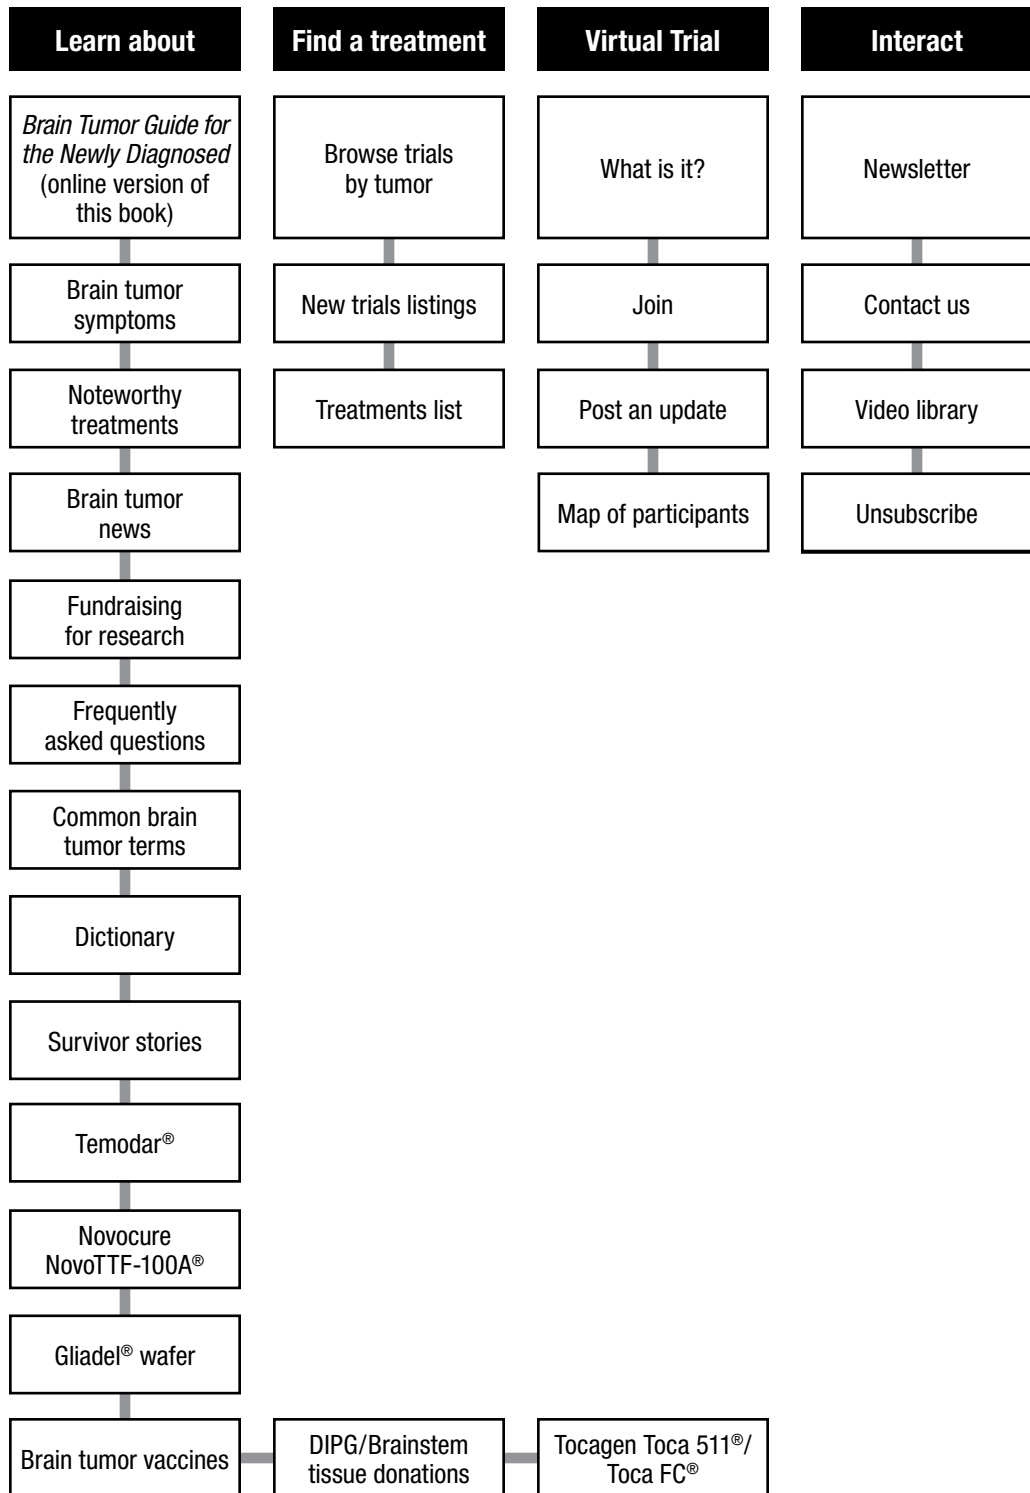 Learn about
Find a treatment
Virtual Trial
Interact
Brain Tumor Guide for
the Newly Diagnosed
(online version of
this book)
Brain tumor
symptoms
Noteworthy
treatments
Brain tumor
news
Fundraising
for research
Frequently
asked questions
Common brain
tumor terms
Dictionary
Survivor stories
Temodar®
Novocure
NovoTTF-100A®
Gliadel® wafer
Brain tumor vaccines
DIPG/Brainstem
tissue donations
Tocagen Toca 511®/
Toca FC®
Browse trials
by tumor
New trials listings
Treatments list
What is it?
Join
Post an update
Map of participants
Newsletter
Contact us
Video library
Unsubscribe